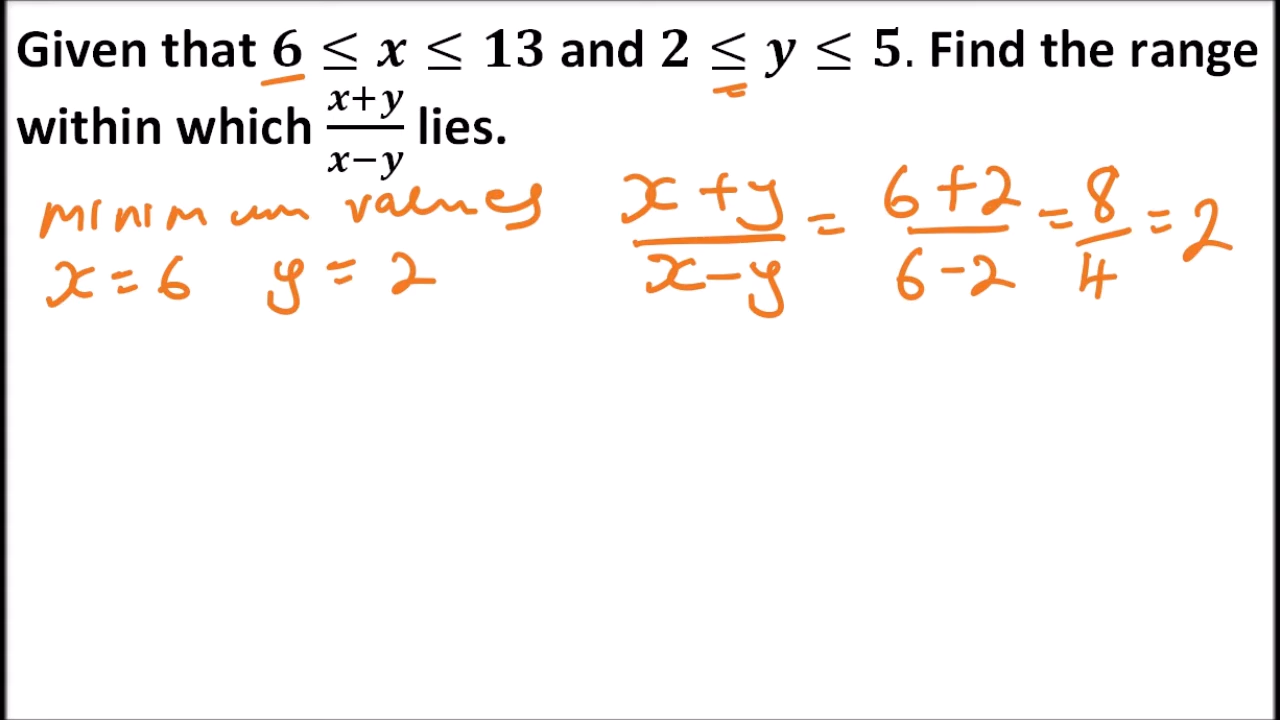 Given that 6 ≤ x ≤ 13 and 2 ≤ y ≤ 5. Find the range
within which x+y/x−y lies.
minimum values x+y/x-y = 6+2/6-2 = 8/4 = 2
x = 6 y = 2